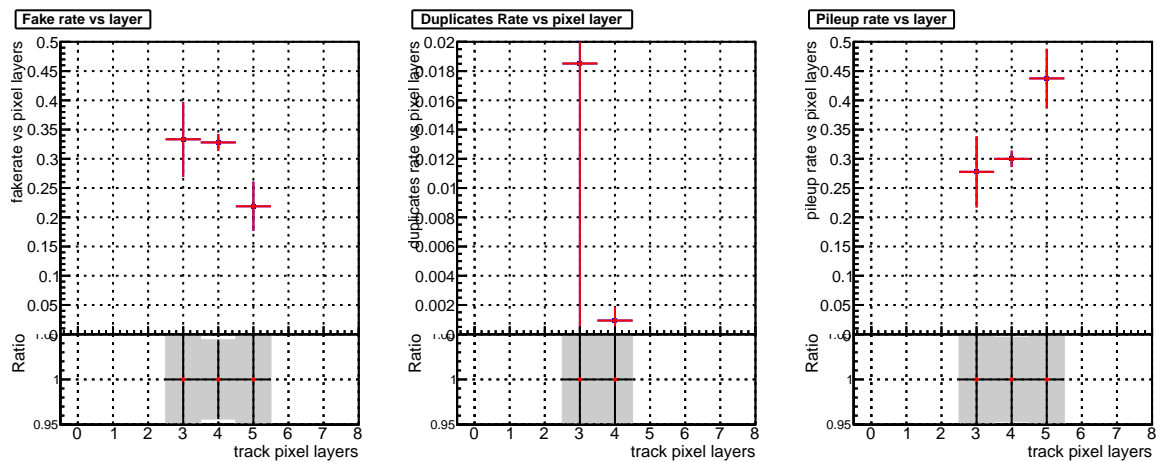 Fake rate vs layer
fakerate vs pixel layers
0.5
0.45
0.4
0.35
0.3
0.25
0.2
0.15
0.1
0.05
0
Ratio
1
0.95
0 1 2 3 4 5 6 7 8
track pixel layers
Duplicates Rate vs pixel layer
duplicates rate vs pixel layers
0.02
0.018
0.016
0.014
0.012
0.01
0.008
0.006
0.004
0.002
0
Ratio
1
0.95
0 1 2 3 4 5 6 7 8
track pixel layers
Pileup rate vs layer
pileup rate vs pixel layers
0.5
0.45
0.4
0.35
0.3
0.25
0.2
0.15
0.1
0.05
0
Ratio
1
0.95
0 1 2 3 4 5 6 7 8
track pixel layers